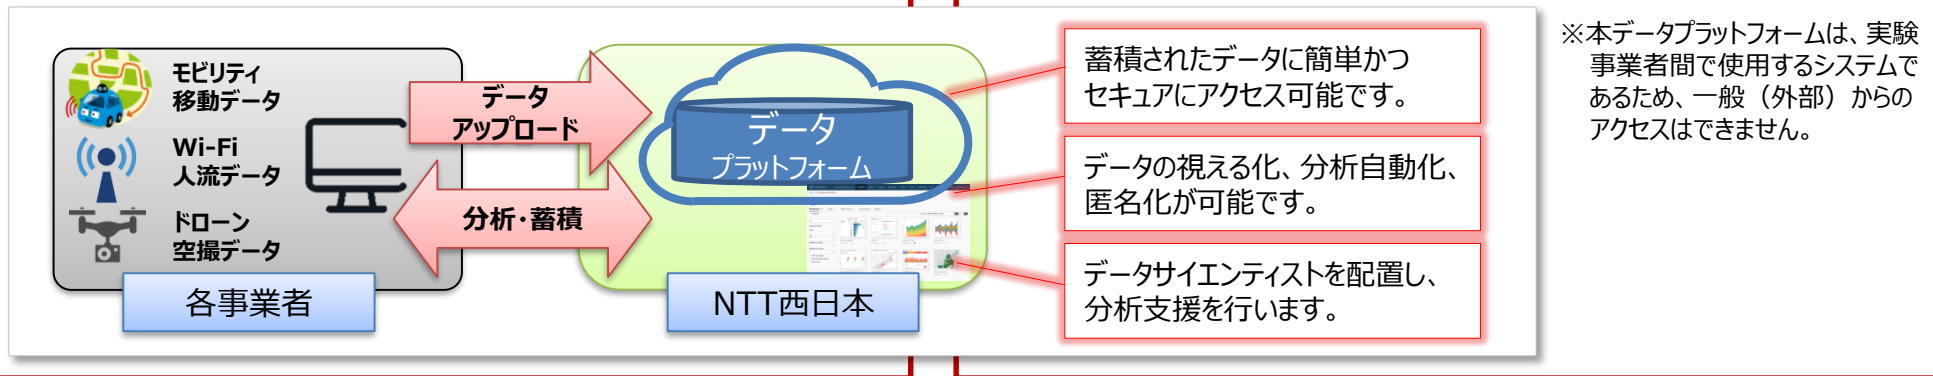 モビリティ
移動データ
Wi-Fi
人流データ
ドローン
空撮データ
各事業者
データ
アップロード
分析・蓄積
データ
プラットフォーム
NTT西日本
蓄積されたデータに簡単かつ
セキュアにアクセス可能です。
データの視える化、分析自動化、
匿名化が可能です。
データサイエンティストを配置し、
分析支援を行います。
※本データプラットフォームは、実験
事業者間で使用するシステムで
あるため、一般（外部）からの
アクセスはできません。